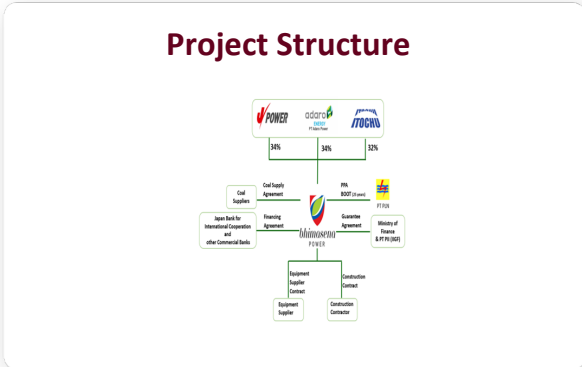 Project Structure
J POWER
adaro
ENERGY
PT Adaro Power
ITOCHU
34%
34%
32%
Coal
Suppliers
Coal Supply
Agreement
PPA
BOOT (25 years)
PT PLN
Japan Bank for
International Cooperation
and
other Commercial Banks
Financing
Agreement
bhimasena
POWER
Guarantee
Agreement
Ministry of
Finance
& PT PII (IIGF)
Equipment
Supplier
Contract
Construction
Contract
Equipment
Supplier
Construction
Contractor